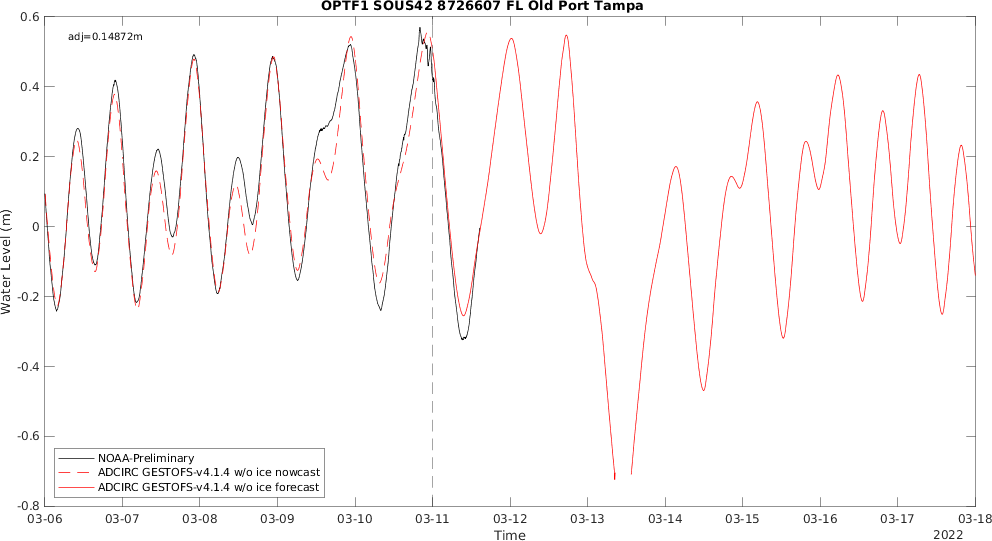 OPTF1 SOUS42 8726607 FL Old Port Tampa
adj=0.14872m
0.6
0.4
0.2
0
-0.2
-0.4
-0.6
-0.8
Water Level (m)
NOAA-Preliminary
ADCIRC GESTOFS-v4.1.4 w/o ice nowcast
ADCIRC GESTOFS-v4.1.4 w/o ice forecast
03-06 03-07 03-08 03-09 03-10 03-11 03-12 03-13 03-14 03-15 03-16 03-17 03-18
Time
2022